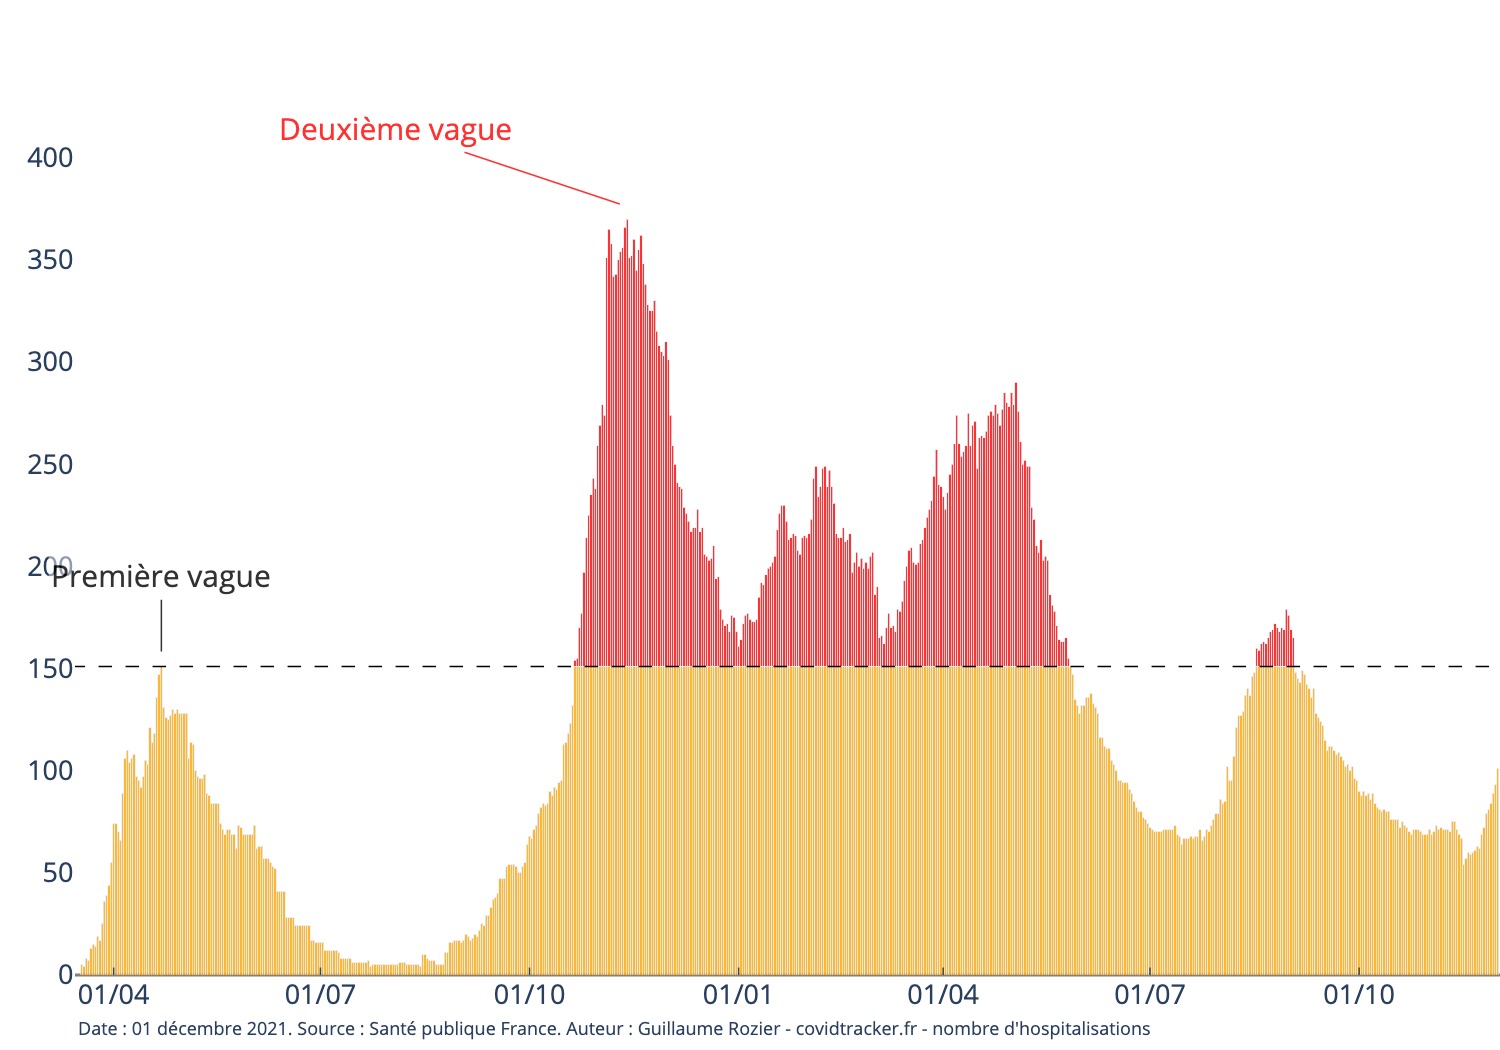 Deuxième vague
400
350
300
250
200
Première vague
150
100
50
0
01/04 01/07 01/10 01/01 01/04 01/07 01/10
Date : 01 décembre 2021. Source : Santé publique France. Auteur : Guillaume Rozier - covidtracker.fr - nombre d'hospitalisations